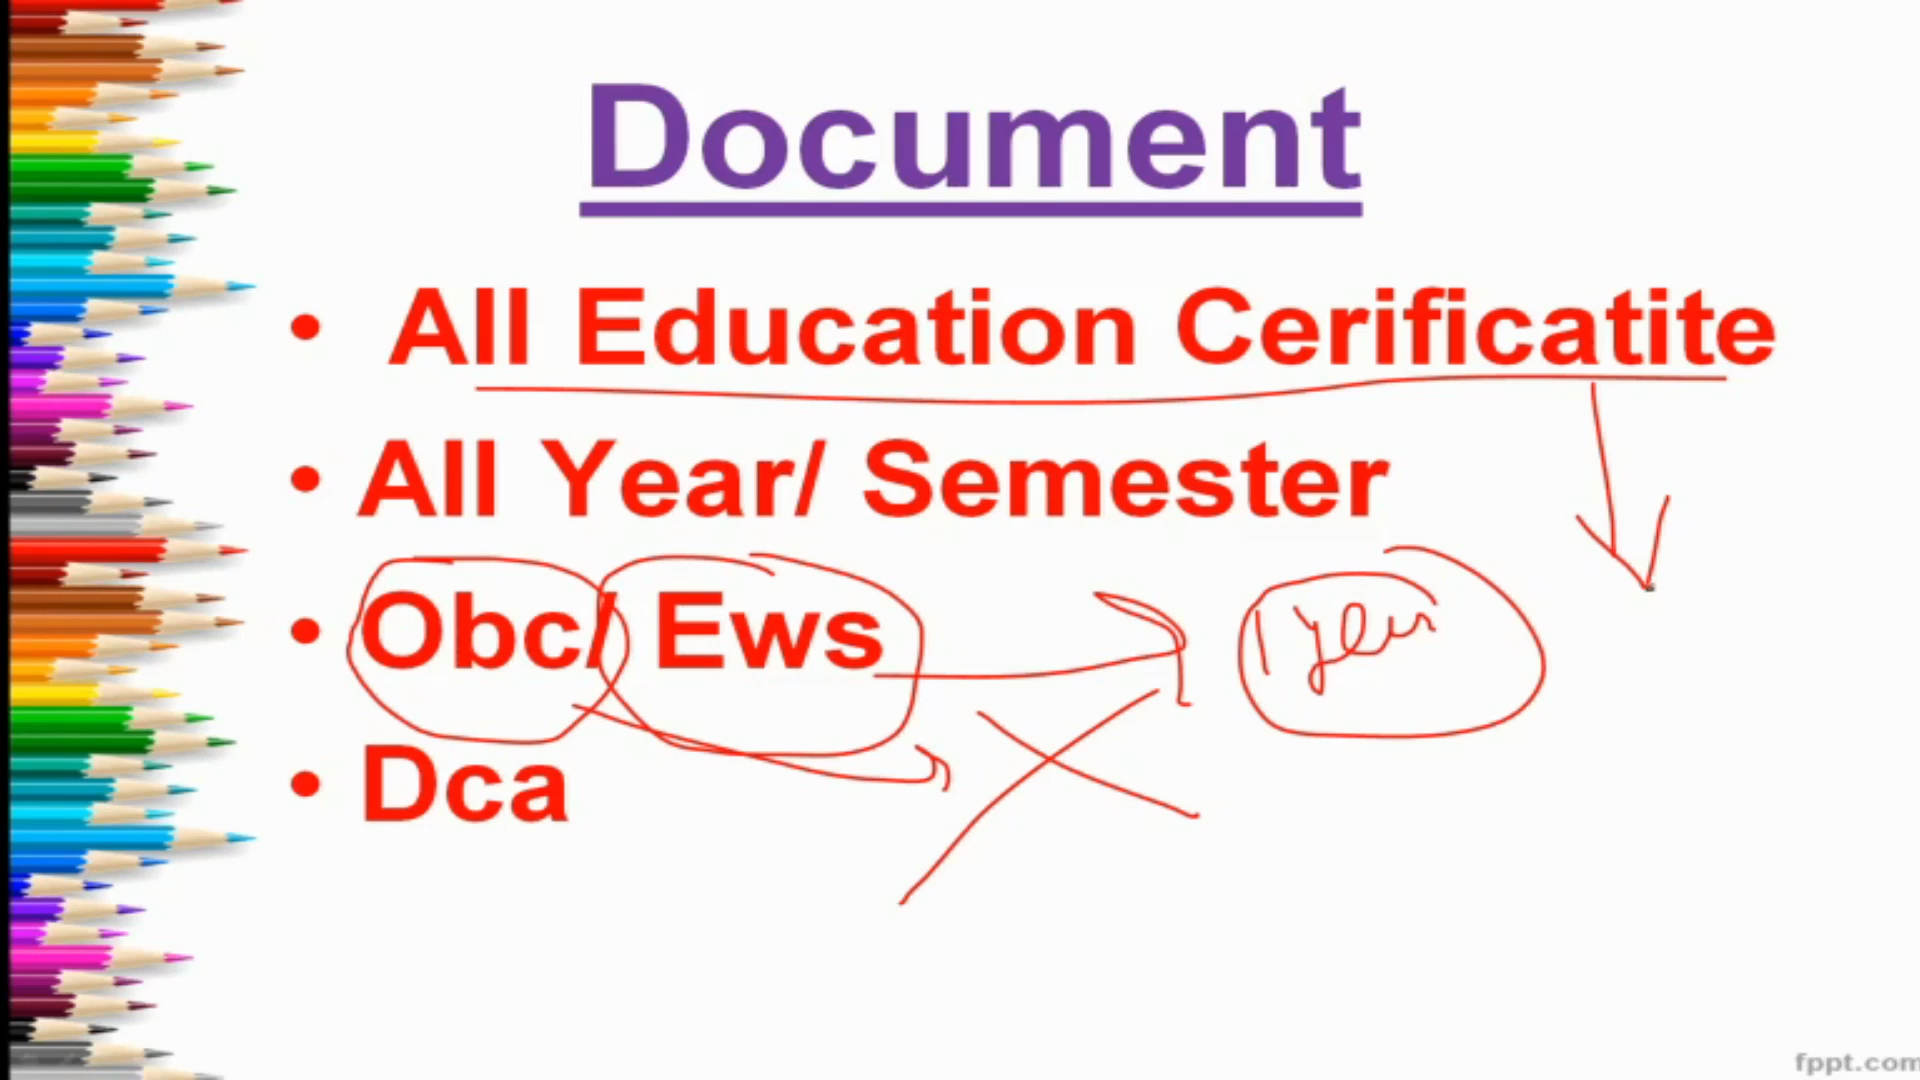 Document
• All Education Cerificatite
• All Year/ Semester
• Obc/ Ews
1 year
• Dca
fppt.com